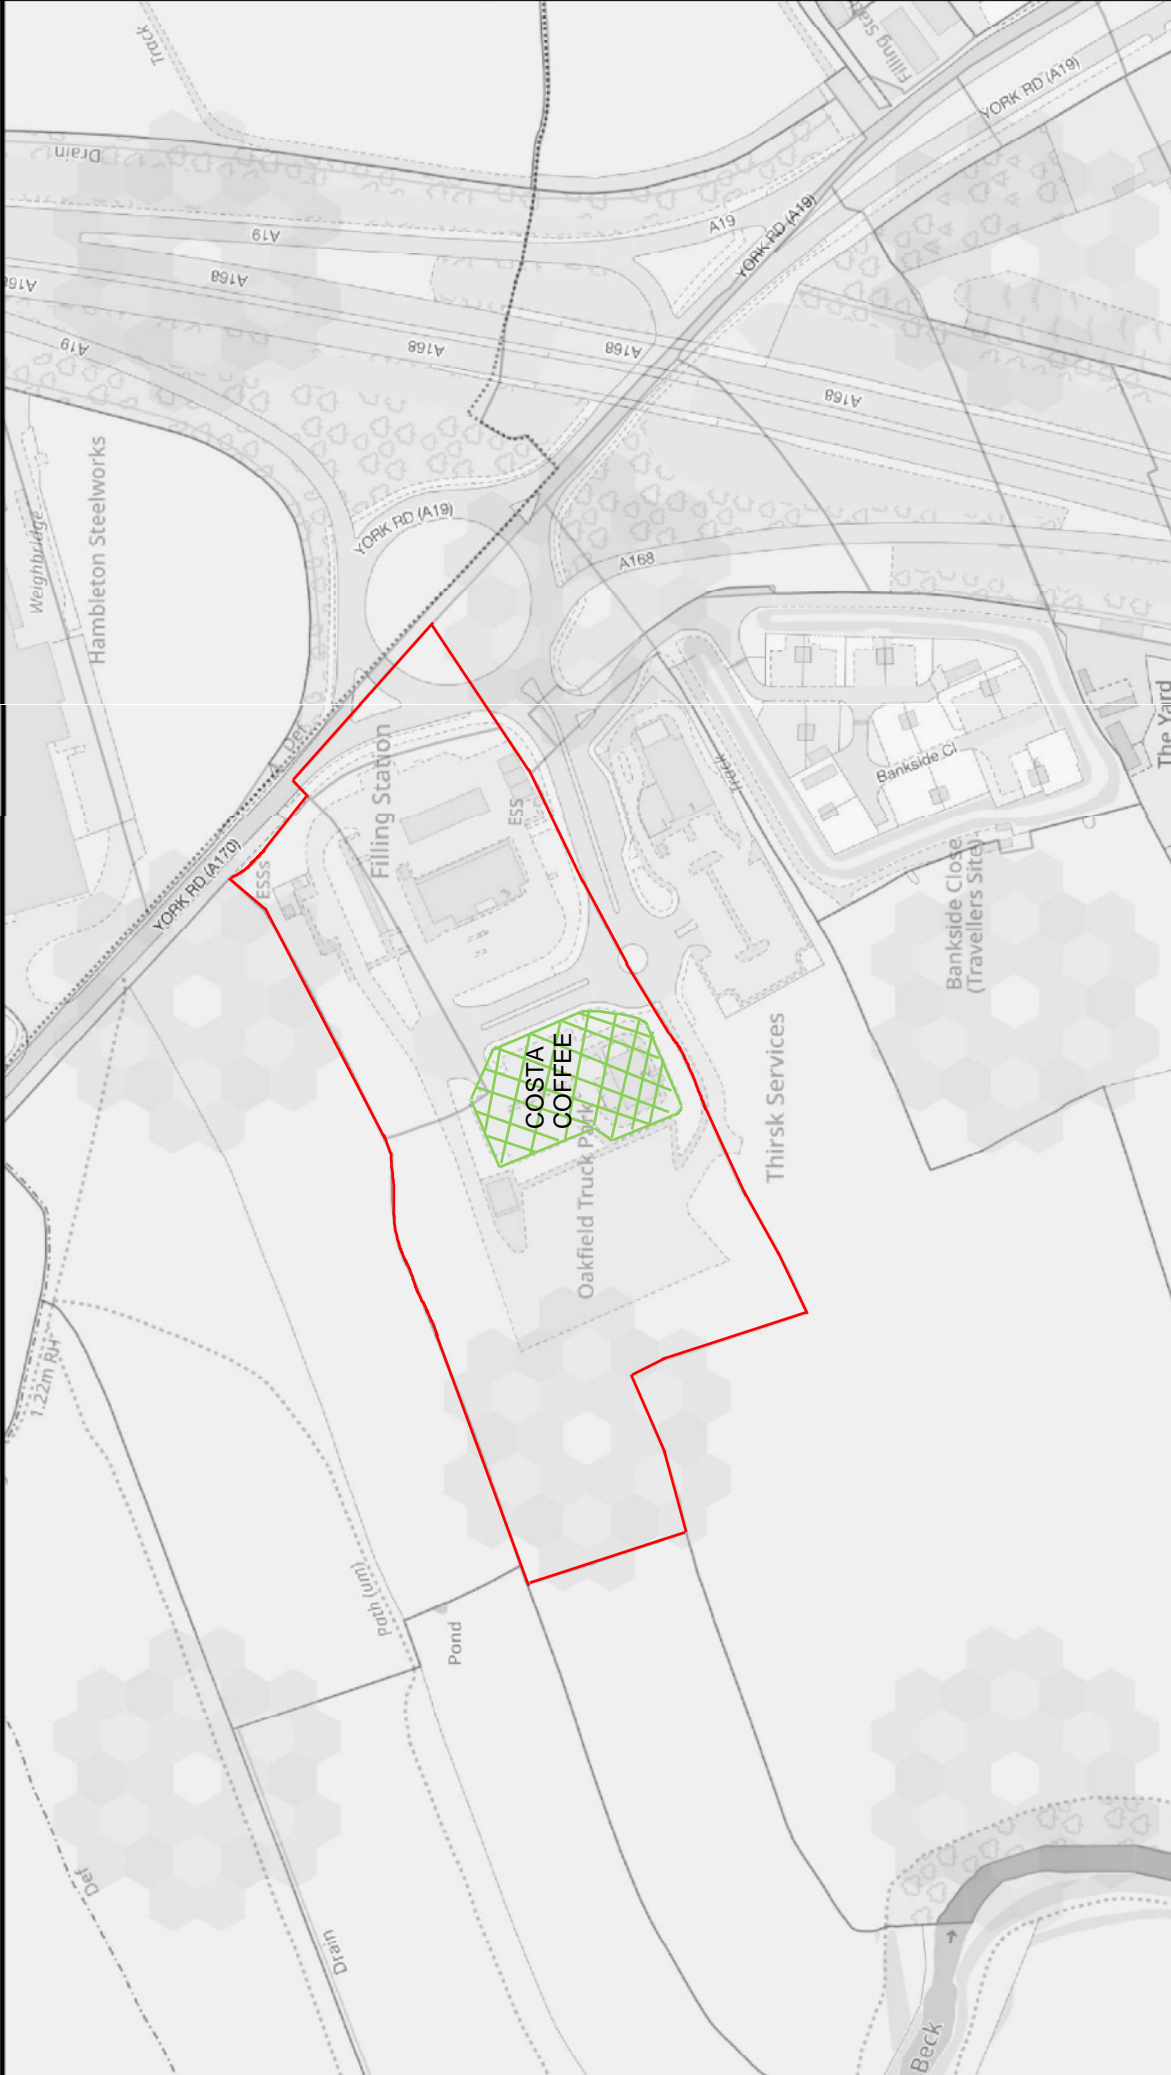 Track
Filling Sta
YORK RD (A19)
Drain
A19
A19
YORK RD (A19)
A168
A168
A19
A168
A168
A168
Hambleton Steelworks
Weighbridge
YORK RD (A19)
A168
Def
Filling Station
ESS
Track
Bankside Cl
The Yard
YORK RD (A170)
ESSs
Bankside Close
(Travellers Site)
COSTA
COFFEE
Oakfield Truck Park
Thirsk Services
1.22m RH
Path (um)
Pond
Def
Drain
Beck